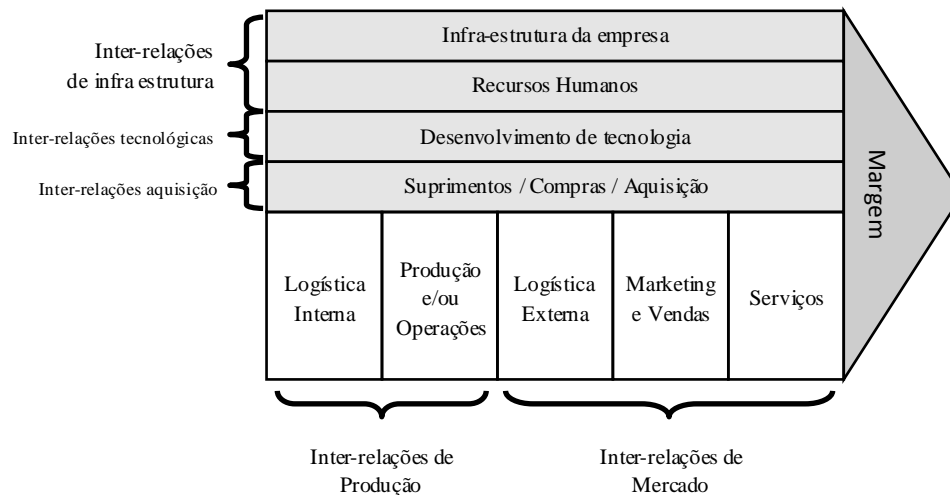 Infra-estrutura da empresa
Inter-relações
de infra estrutura
Recursos Humanos
Inter-relações tecnológicas
Desenvolvimento de tecnologia
Inter-relações aquisição
Suprimentos / Compras / Aquisição
Margem
Logística
Interna
Produção
e/ou
Operações
Logística
Externa
Marketing
e Vendas
Serviços
Inter-relações de
Produção
Inter-relações de
Mercado